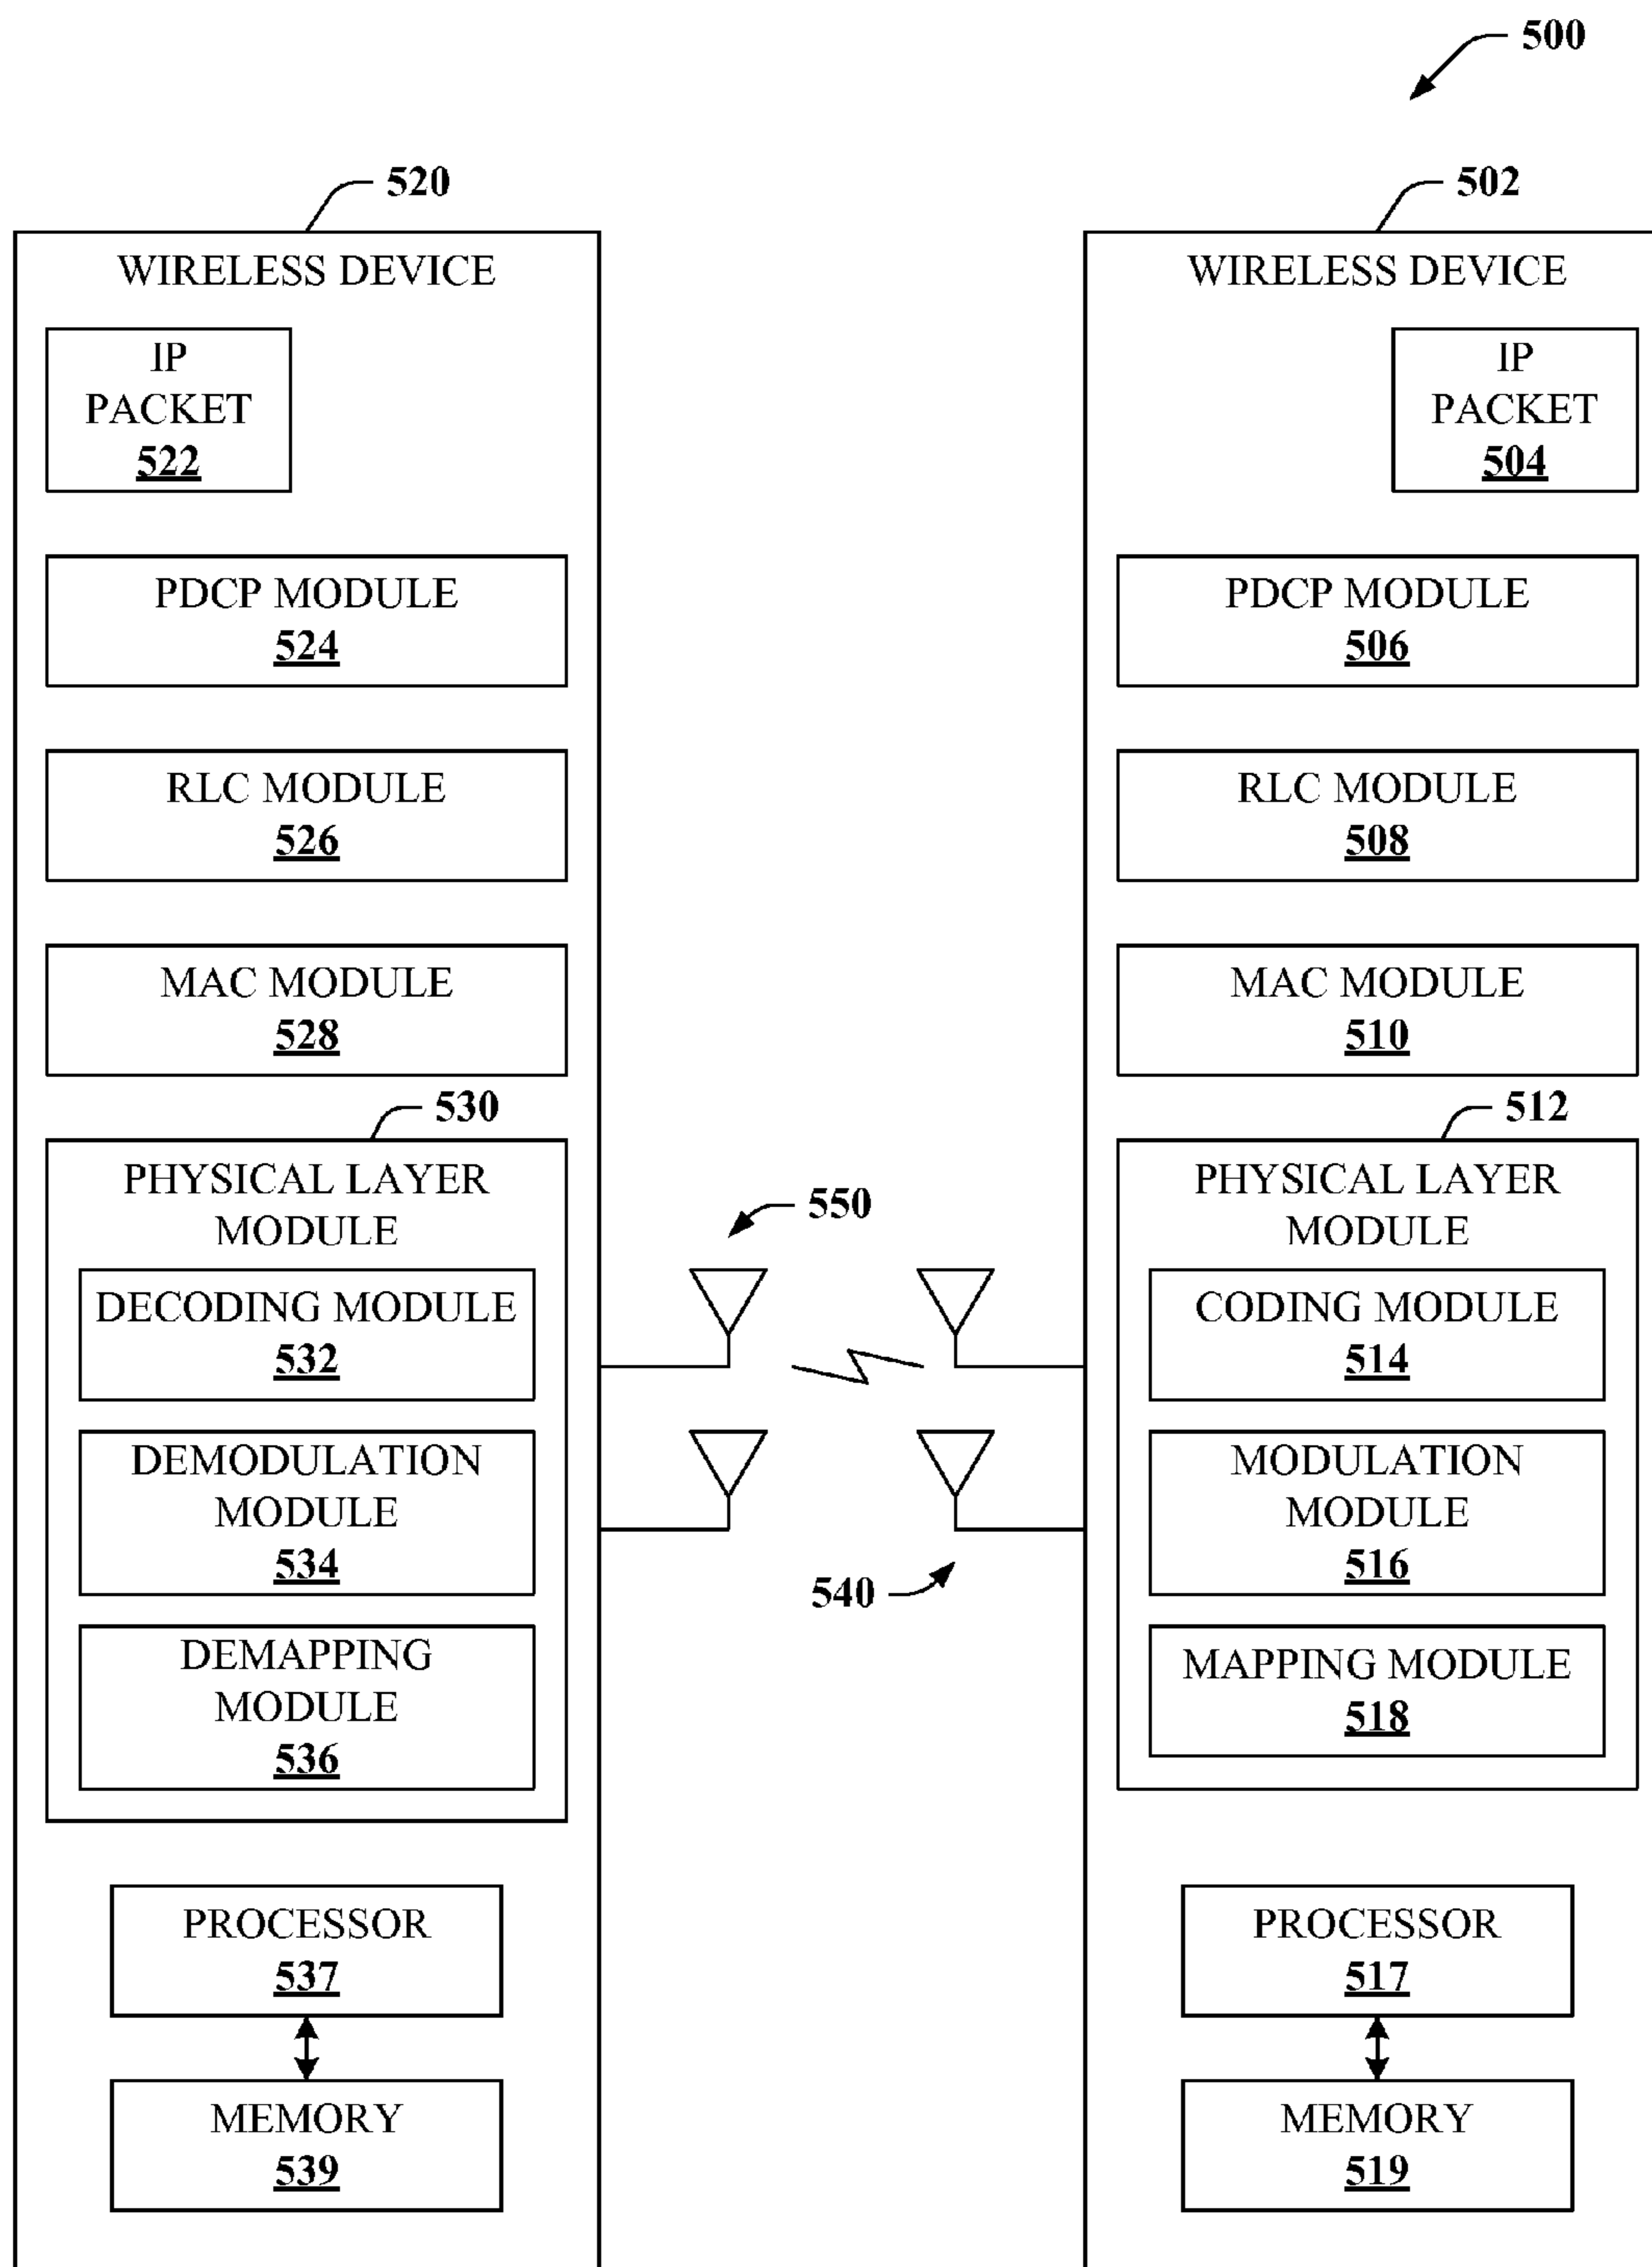 500
520
WIRELESS DEVICE
IP
PACKET
522
PDCP MODULE
524
RLC MODULE
526
MAC MODULE
528
530
PHYSICAL LAYER
MODULE
DECODING MODULE
532
DEMODULATION
MODULE
534
DEMAPPING
MODULE
536
PROCESSOR
537
MEMORY
539
550
540
502
WIRELESS DEVICE
IP
PACKET
504
PDCP MODULE
506
RLC MODULE
508
MAC MODULE
510
512
PHYSICAL LAYER
MODULE
CODING MODULE
514
MODULATION
MODULE
516
MAPPING MODULE
518
PROCESSOR
517
MEMORY
519